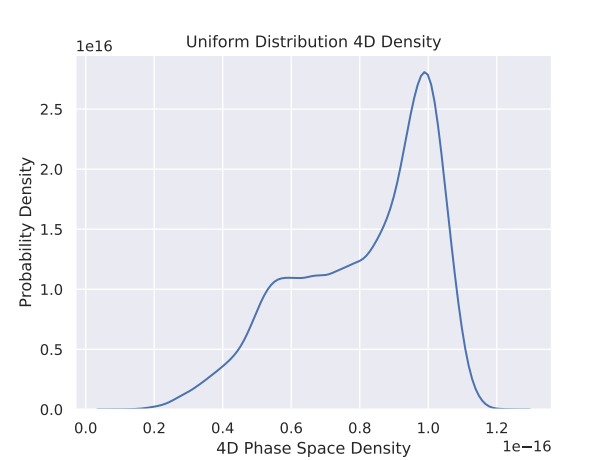 Uniform Distribution 4D Density
1e16
2.5
2.0
1.5
1.0
0.5
0.0
Probability Density
0.0 0.2 0.4 0.6 0.8 1.0 1.2
4D Phase Space Density
1e−16